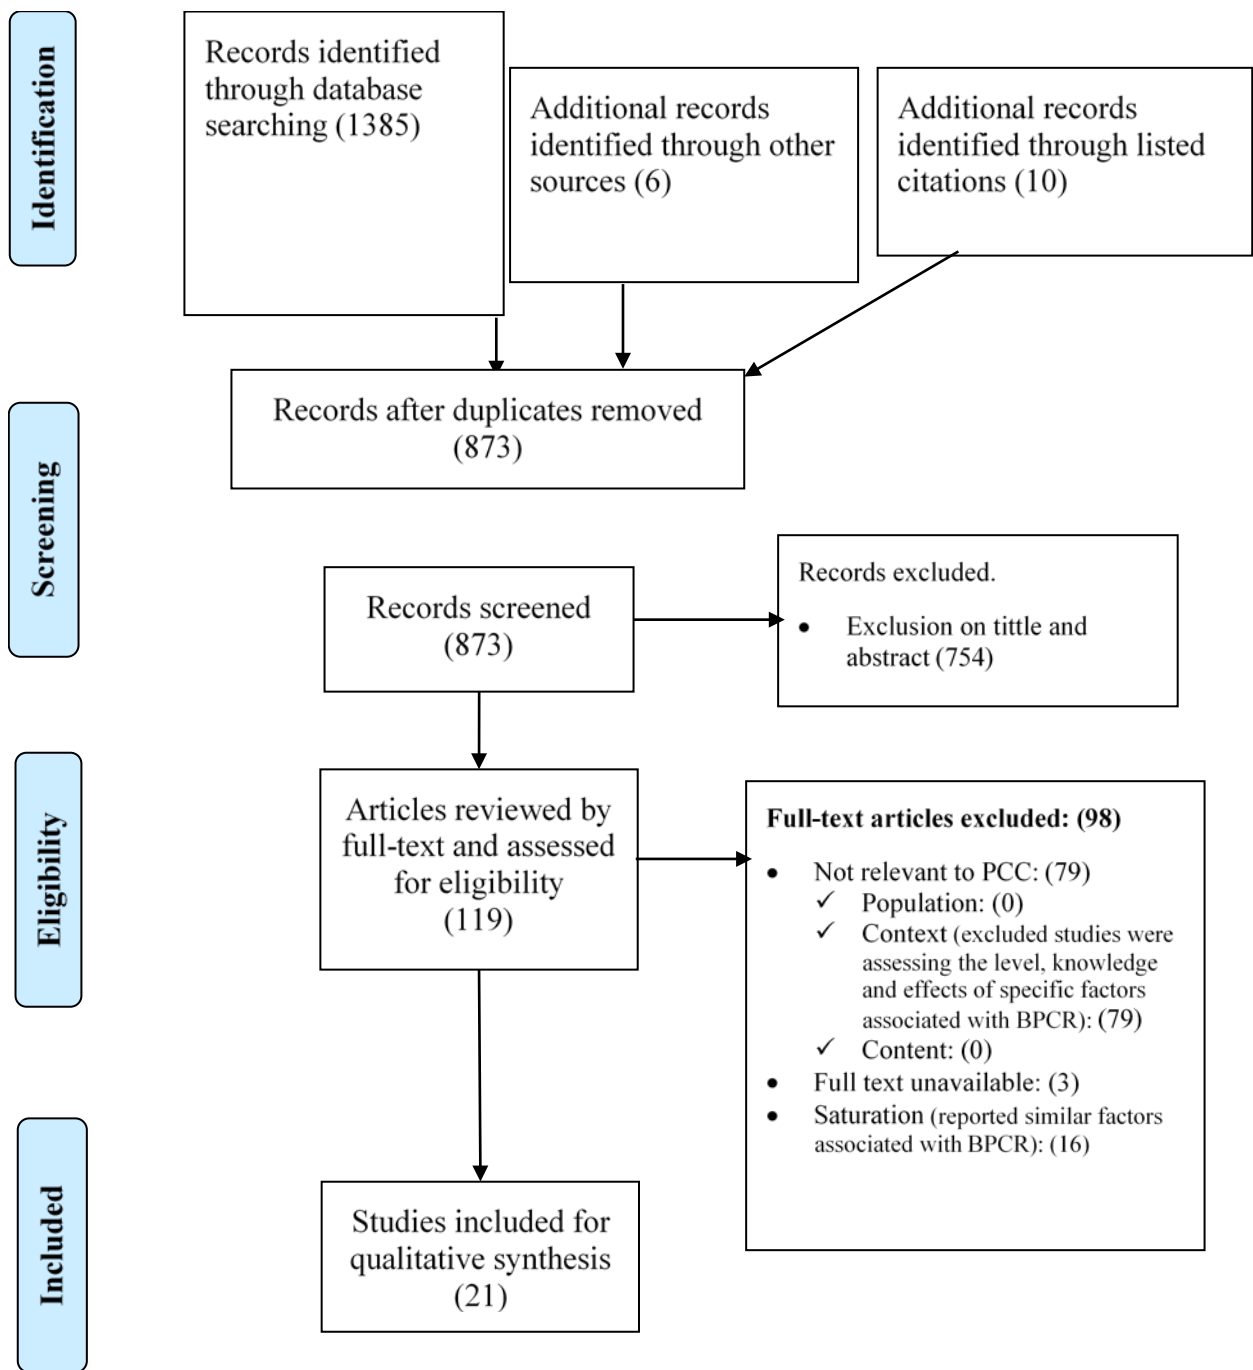 Identification
Records identified
through database
searching (1385)
Additional records
identified through other
sources (6)
Additional records
identified through listed
citations (10)
Screening
Records after duplicates removed
(873)
Records screened
(873)
Records excluded.
• Exclusion on tittle and
abstract (754)
Eligibility
Articles reviewed by
full-text and assessed
for eligibility
(119)
Full-text articles excluded: (98)
• Not relevant to PCC: (79)
✓ Population: (0)
✓ Context (excluded studies were
assessing the level, knowledge
and effects of specific factors
associated with BPCR): (79)
✓ Content: (0)
• Full text unavailable: (3)
• Saturation (reported similar factors
associated with BPCR): (16)
Included
Studies included for
qualitative synthesis
(21)